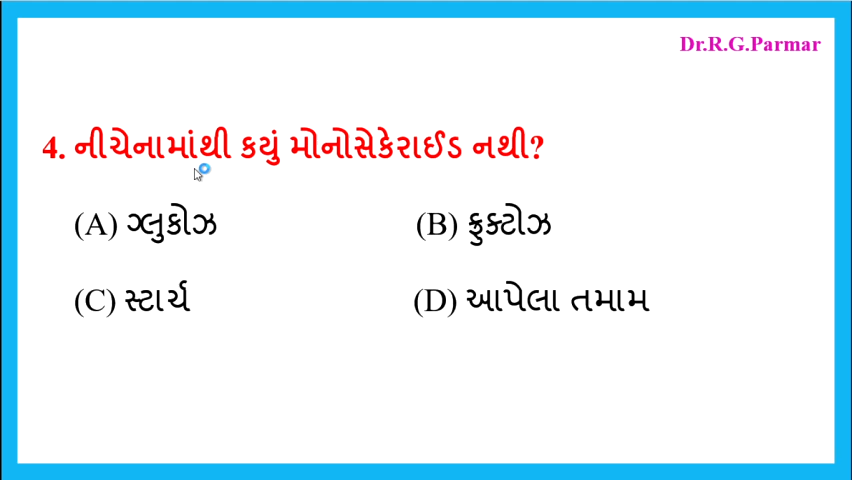 Dr.R.G.Parmar
4. નીચેનામાંથી કયું મોનોસેકેરાઈડ નથી?
(A) ગ્લુકોઝ (B) ફ્રુક્ટોઝ
(C) સ્ટાર્ચ (D) આપેલા તમામ